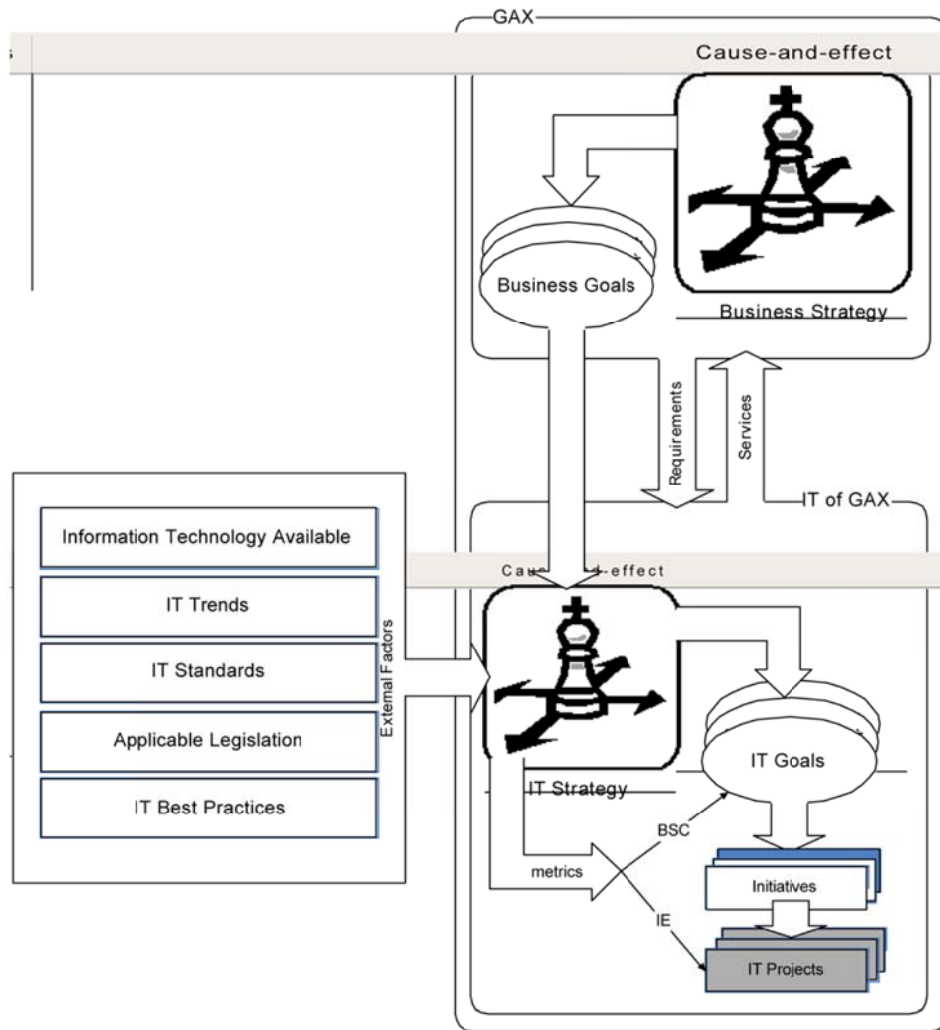 GAX
s
Cause-and-effect
Business Goals
Business Strategy
Requirements
Services
IT of GAX
Information Technology Available
IT Trends
IT Standards
Applicable Legislation
IT Best Practices
External Factors
IT Strategy
IT Goals
BSC
metrics
IE
Initiatives
IT Projects